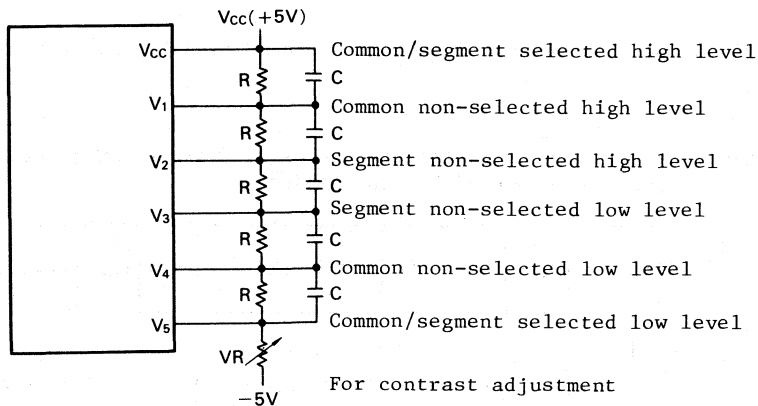 Vcc(+5V)
Vcc Common/segment selected high level
R C
V1 Common non-selected high level
R C
V2 Segment non-selected high level
R C
V3 Segment non-selected low level
R C
V4 Common non-selected low level
R C
V5 Common/segment selected low level
VR
For contrast adjustment
−5V